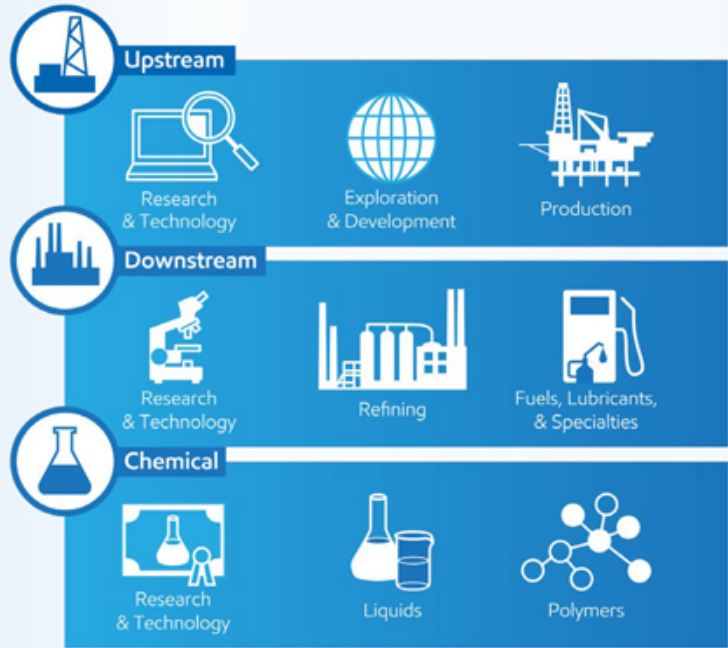 Upstream
Research
& Technology
Exploration
& Development
Production
Downstream
Research
& Technology
Refining
Fuels, Lubricants,
& Specialties
Chemical
Research
& Technology
Liquids
Polymers